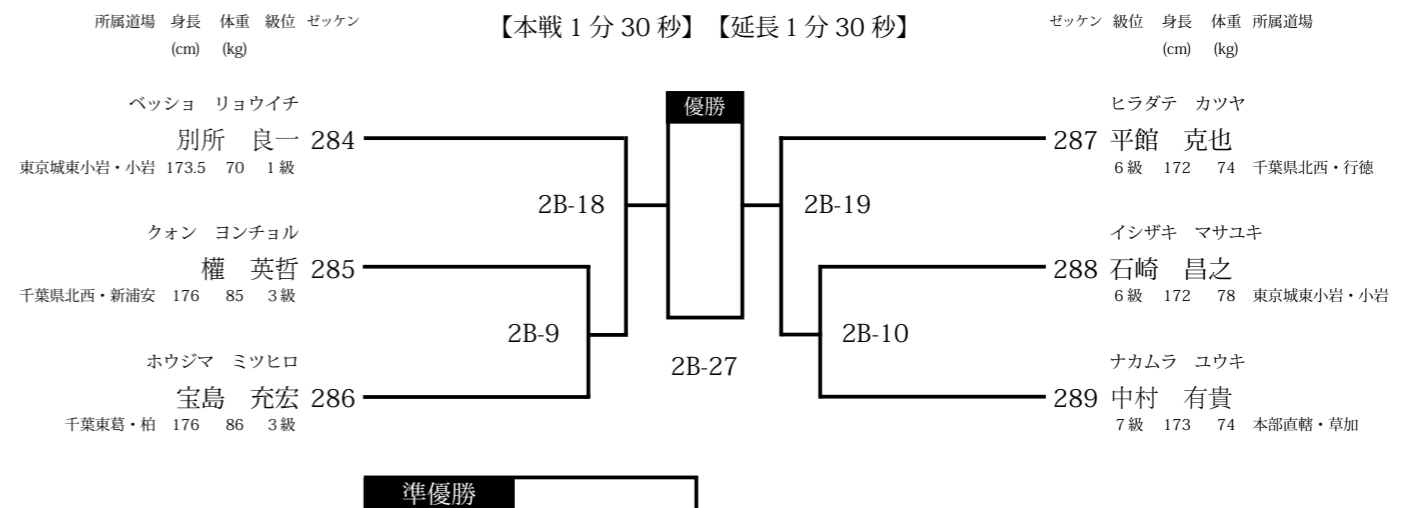 所属道場 身長 体重 級位 ゼッケン 【本戦 1 分 30 秒】【延長 1 分 30 秒】 ゼッケン 級位 身長 体重 所属道場
(cm) (kg) (cm) (kg)
優勝
ベッショ リョウイチ ヒラダテ カツヤ
別所 良一 284 287 平館 克也
東京城東小岩・小岩 173.5 70 1 級 6 級 172 74 千葉県北西・行徳
2B-18 2B-19
クォン ヨンチョル イシザキ マサユキ
權 英哲 285 288 石崎 昌之
千葉県北西・新浦安 176 85 3 級 6 級 172 78 東京城東小岩・小岩
2B-9 2B-10
2B-27
ホウジマ ミツヒロ ナカムラ ユウキ
宝島 充宏 286 289 中村 有貴
千葉東葛・柏 176 86 3 級 7 級 173 74 本部直轄・草加
準優勝